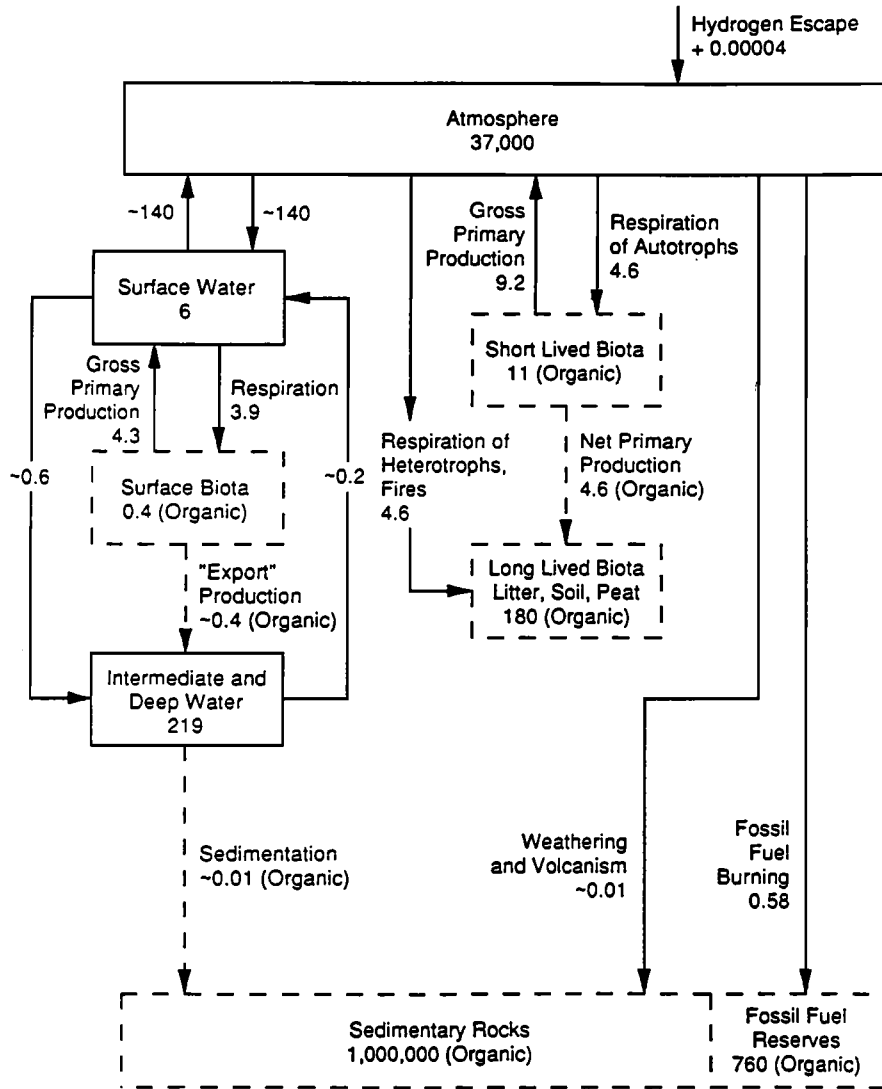 Hydrogen Escape
+ 0.00004
Atmosphere
37,000
~140
~140
Gross
Primary
Production
9.2
Respiration
of Autotrophs
4.6
Surface Water
6
Short Lived Biota
11 (Organic)
Gross
Primary
Production
4.3
Respiration
3.9
~0.6
~0.2
Surface Biota
0.4 (Organic)
Respiration of
Heterotrophs,
Fires
4.6
Net Primary
Production
4.6 (Organic)
"Export"
Production
~0.4 (Organic)
Long Lived Biota
Litter, Soil, Peat
180 (Organic)
Intermediate and
Deep Water
219
Sedimentation
~0.01 (Organic)
Weathering
and Volcanism
~0.01
Fossil
Fuel
Burning
0.58
Sedimentary Rocks
1,000,000 (Organic)
Fossil Fuel
Reserves
760 (Organic)